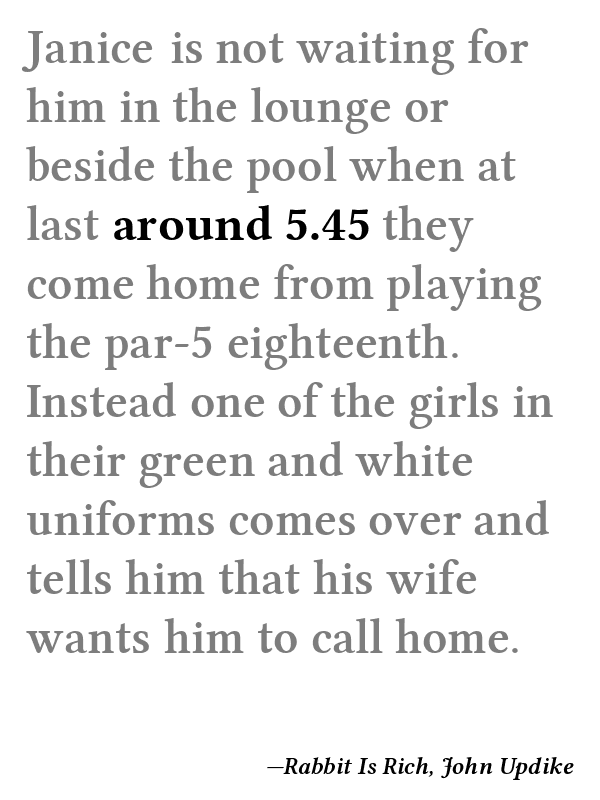 Janice is not waiting for
him in the lounge or
beside the pool when at
last around 5.45 they
come home from playing
the par-5 eighteenth.
Instead one of the girls in
their green and white
uniforms comes over and
tells him that his wife
wants him to call home.
—Rabbit Is Rich, John Updike